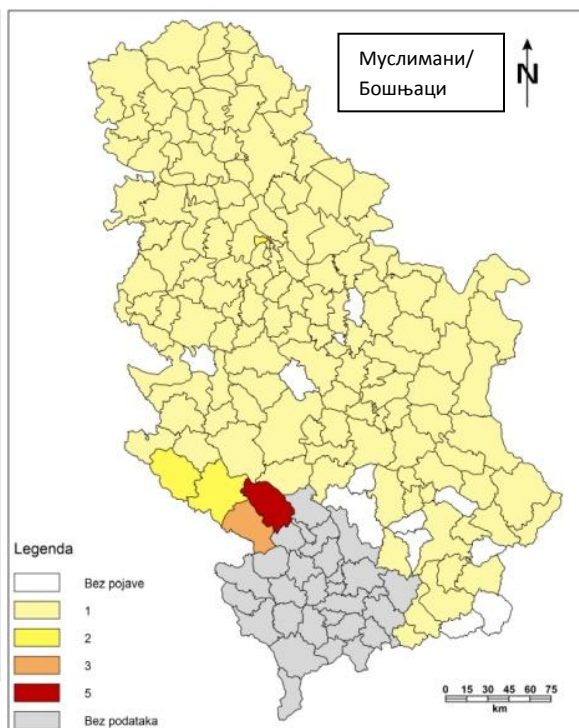 Муслимани/
Бошњаци
N
Legenda
Bez pojave
1
2
3
5
Bez podataka
0 15 30 45 60 75
km